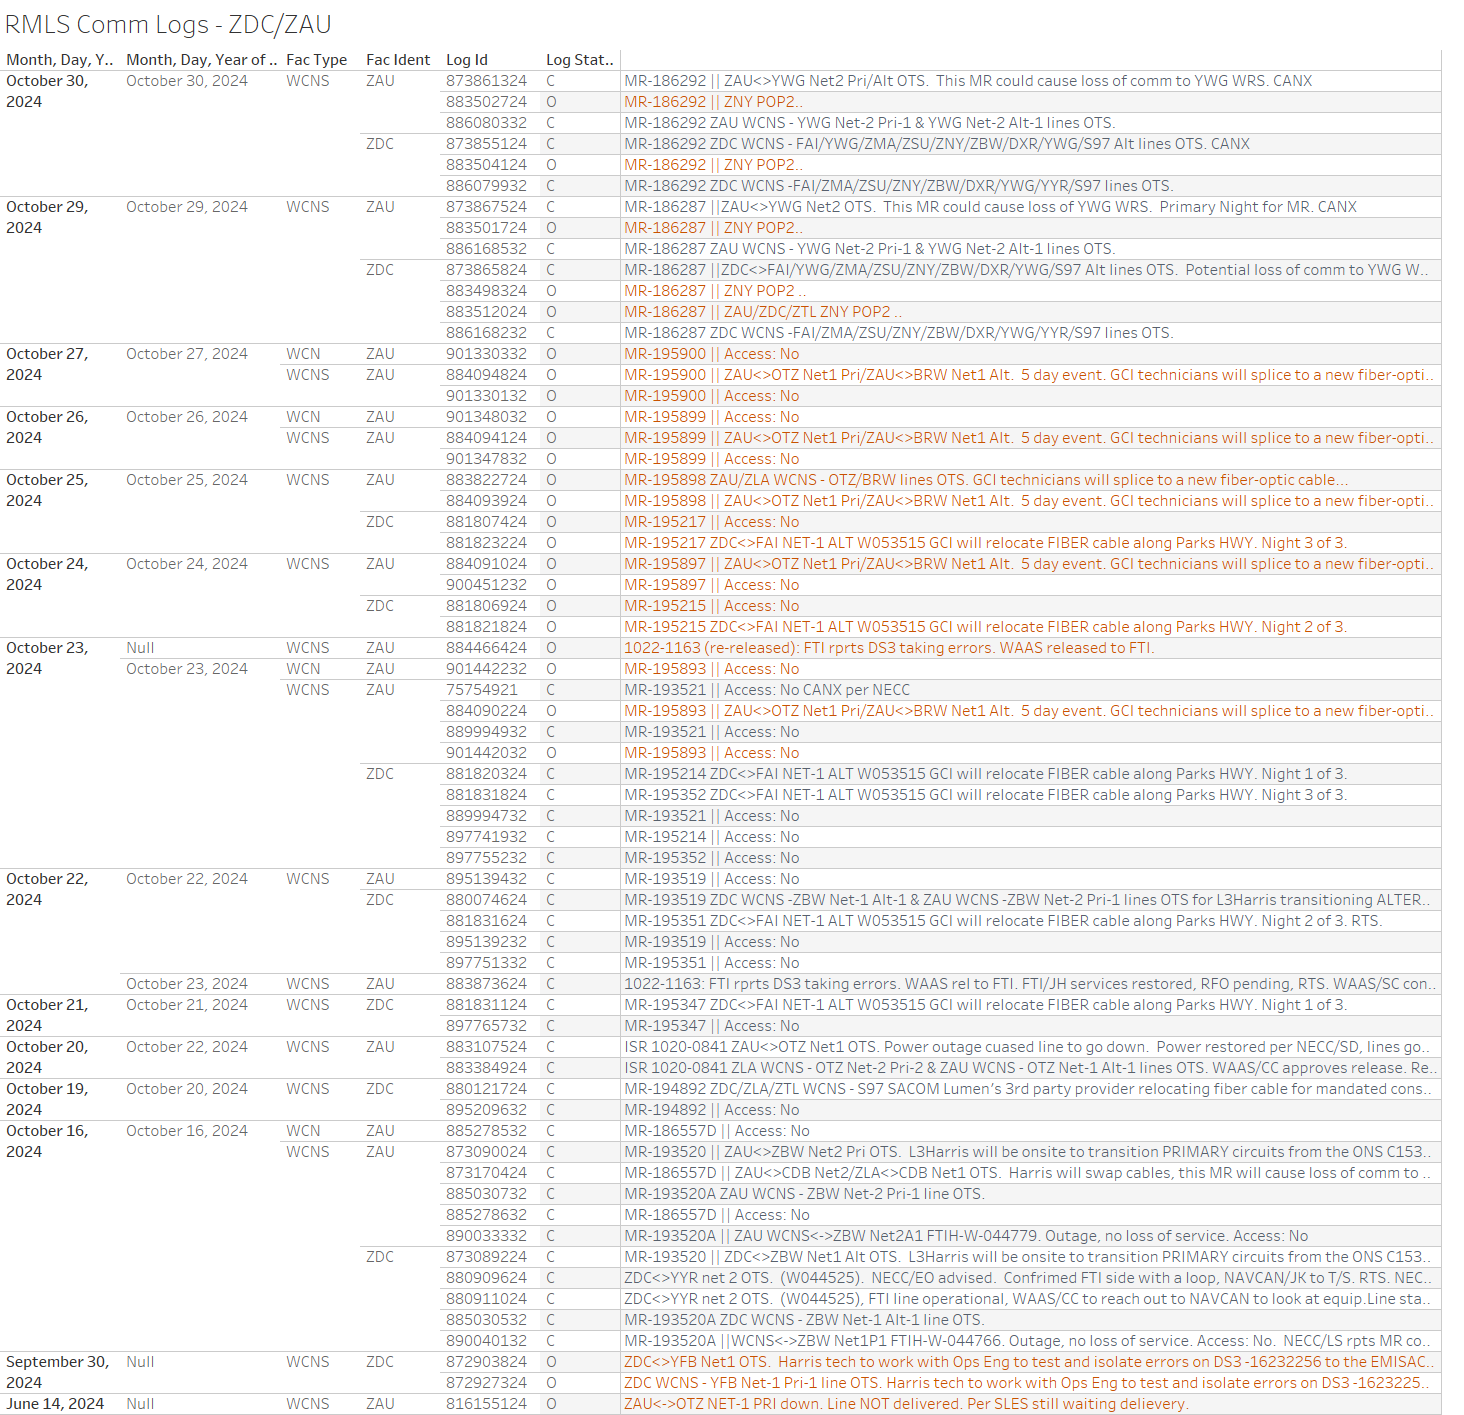 RMLS Comm Logs - ZDC/ZAU
Month, Day, Y.. Month, Day, Year of .. Fac Type Fac Ident Log Id Log Stat..
October 30, 2024 October 30, 2024 WCNS ZAU 873861324 C MR-186292 || ZAU<>YWG Net2 Pri/Alt OTS. This MR could cause loss of comm to YWG WRS. CANX
883502724 O MR-186292 || ZNY POP2..
886080332 C MR-186292 ZAU WCNS - YWG Net-2 Pri-1 & YWG Net-2 Alt-1 lines OTS.
ZDC 873855124 C MR-186292 ZDC WCNS - FAI/YWG/ZMA/ZSU/ZNY/ZBW/DXR/YWG/S97 Alt lines OTS. CANX
883504124 O MR-186292 || ZNY POP2..
886079932 C MR-186292 ZDC WCNS -FAI/ZMA/ZSU/ZNY/ZBW/DXR/YWG/YYR/S97 lines OTS.
October 29, 2024 October 29, 2024 WCNS ZAU 873867524 C MR-186287 ||ZAU<>YWG Net2 OTS. This MR could cause loss of YWG WRS. Primary Night for MR. CANX
883501724 O MR-186287 || ZNY POP2..
886168532 C MR-186287 ZAU WCNS - YWG Net-2 Pri-1 & YWG Net-2 Alt-1 lines OTS.
ZDC 873865824 C MR-186287 ||ZDC<>FAI/YWG/ZMA/ZSU/ZNY/ZBW/DXR/YWG/S97 Alt lines OTS. Potential loss of comm to YWG W..
883498324 O MR-186287 || ZNY POP2 ..
883512024 O MR-186287 || ZAU/ZDC/ZTL ZNY POP2 ..
886168232 C MR-186287 ZDC WCNS -FAI/ZMA/ZSU/ZNY/ZBW/DXR/YWG/YYR/S97 lines OTS.
October 27, 2024 October 27, 2024 WCN ZAU 901330332 O MR-195900 || Access: No
WCNS ZAU 884094824 O MR-195900 || ZAU<>OTZ Net1 Pri/ZAU<>BRW Net1 Alt. 5 day event. GCI technicians will splice to a new fiber-opti..
901330132 O MR-195900 || Access: No
October 26, 2024 October 26, 2024 WCN ZAU 901348032 O MR-195899 || Access: No
WCNS ZAU 884094124 O MR-195899 || ZAU<>OTZ Net1 Pri/ZAU<>BRW Net1 Alt. 5 day event. GCI technicians will splice to a new fiber-opti..
901347832 O MR-195899 || Access: No
October 25, 2024 October 25, 2024 WCNS ZAU 883822724 O MR-195898 ZAU/ZLA WCNS - OTZ/BRW lines OTS. GCI technicians will splice to a new fiber-optic cable...
884093924 O MR-195898 || ZAU<>OTZ Net1 Pri/ZAU<>BRW Net1 Alt. 5 day event. GCI technicians will splice to a new fiber-opti..
ZDC 881807424 O MR-195217 || Access: No
881823224 O MR-195217 ZDC<>FAI NET-1 ALT W053515 GCI will relocate FIBER cable along Parks HWY. Night 3 of 3.
October 24, 2024 October 24, 2024 WCNS ZAU 884091024 O MR-195897 || ZAU<>OTZ Net1 Pri/ZAU<>BRW Net1 Alt. 5 day event. GCI technicians will splice to a new fiber-opti..
900451232 O MR-195897 || Access: No
ZDC 881806924 O MR-195215 || Access: No
881821824 O MR-195215 ZDC<>FAI NET-1 ALT W053515 GCI will relocate FIBER cable along Parks HWY. Night 2 of 3.
October 23, 2024 Null WCNS ZAU 884466424 O 1022-1163 (re-released): FTI rprts DS3 taking errors. WAAS released to FTI.
October 23, 2024 WCN ZAU 901442232 O MR-195893 || Access: No
WCNS ZAU 75754921 C MR-193521 || Access: No CANX per NECC
884090224 O MR-195893 || ZAU<>OTZ Net1 Pri/ZAU<>BRW Net1 Alt. 5 day event. GCI technicians will splice to a new fiber-opti..
889994932 C MR-193521 || Access: No
901442032 O MR-195893 || Access: No
ZDC 881820324 C MR-195214 ZDC<>FAI NET-1 ALT W053515 GCI will relocate FIBER cable along Parks HWY. Night 1 of 3.
881831824 C MR-195352 ZDC<>FAI NET-1 ALT W053515 GCI will relocate FIBER cable along Parks HWY. Night 3 of 3.
889994732 C MR-193521 || Access: No
897741932 C MR-195214 || Access: No
897755232 C MR-195352 || Access: No
October 22, 2024 October 22, 2024 WCNS ZAU 895139432 C MR-193519 || Access: No
ZDC 880074624 C MR-193519 ZDC WCNS -ZBW Net-1 Alt-1 & ZAU WCNS -ZBW Net-2 Pri-1 lines OTS for L3Harris transitioning ALTER..
881831624 C MR-195351 ZDC<>FAI NET-1 ALT W053515 GCI will relocate FIBER cable along Parks HWY. Night 2 of 3. RTS.
895139232 C MR-193519 || Access: No
897751332 C MR-195351 || Access: No
October 23, 2024 WCNS ZAU 883873624 C 1022-1163: FTI rprts DS3 taking errors. WAAS rel to FTI. FTI/JH services restored, RFO pending, RTS. WAAS/SC con..
October 21, 2024 October 21, 2024 WCNS ZDC 881831124 C MR-195347 ZDC<>FAI NET-1 ALT W053515 GCI will relocate FIBER cable along Parks HWY. Night 1 of 3.
897765732 C MR-195347 || Access: No
October 20, 2024 October 22, 2024 WCNS ZAU 883107524 C ISR 1020-0841 ZAU<>OTZ Net1 OTS. Power outage cuased line to go down. Power restored per NECC/SD, lines go..
883384924 C ISR 1020-0841 ZLA WCNS - OTZ Net-2 Pri-2 & ZAU WCNS - OTZ Net-1 Alt-1 lines OTS. WAAS/CC approves release. Re..
October 19, 2024 October 20, 2024 WCNS ZDC 880121724 C MR-194892 ZDC/ZLA/ZTL WCNS - S97 SACOM Lumen's 3rd party provider relocating fiber cable for mandated cons..
895209632 C MR-194892 || Access: No
October 16, 2024 October 16, 2024 WCN ZAU 885278532 C MR-186557D || Access: No
WCNS ZAU 873090024 C MR-193520 || ZAU<>ZBW Net2 Pri OTS. L3Harris will be onsite to transition PRIMARY circuits from the ONS C153..
873170424 C MR-186557D || ZAU<>CDB Net2/ZLA<>CDB Net1 OTS. Harris will swap cables, this MR will cause loss of comm to ..
885030732 C MR-193520A ZAU WCNS - ZBW Net-2 Pri-1 line OTS.
885278632 C MR-186557D || Access: No
890033332 C MR-193520A || ZAU WCNS<->ZBW Net2A1 FTIH-W-044779. Outage, no loss of service. Access: No
ZDC 873089224 C MR-193520 || ZDC<>ZBW Net1 Alt OTS. L3Harris will be onsite to transition PRIMARY circuits from the ONS C153..
880909624 C ZDC<>YYR net 2 OTS. (W044525). NECC/EO advised. Confrimed FTI side with a loop, NAVCAN/JK to T/S. RTS. NEC..
880911024 C ZDC<>YYR net 2 OTS. (W044525), FTI line operational, WAAS/CC to reach out to NAVCAN to look at equip.Line sta..
885030532 C MR-193520A ZDC WCNS - ZBW Net-1 Alt-1 line OTS.
890040132 C MR-193520A ||WCNS<->ZBW Net1P1 FTIH-W-044766. Outage, no loss of service. Access: No. NECC/LS rpts MR co..
September 30, 2024 Null WCNS ZDC 872903824 O ZDC<>YFB Net1 OTS. Harris tech to work with Ops Eng to test and isolate errors on DS3 -16232256 to the EMISAC..
872927324 O ZDC WCNS - YFB Net-1 Pri-1 line OTS. Harris tech to work with Ops Eng to test and isolate errors on DS3 -1623225..
June 14, 2024 Null WCNS ZAU 816155124 O ZAU<->OTZ NET-1 PRI down. Line NOT delivered. Per SLES still waiting delievery.